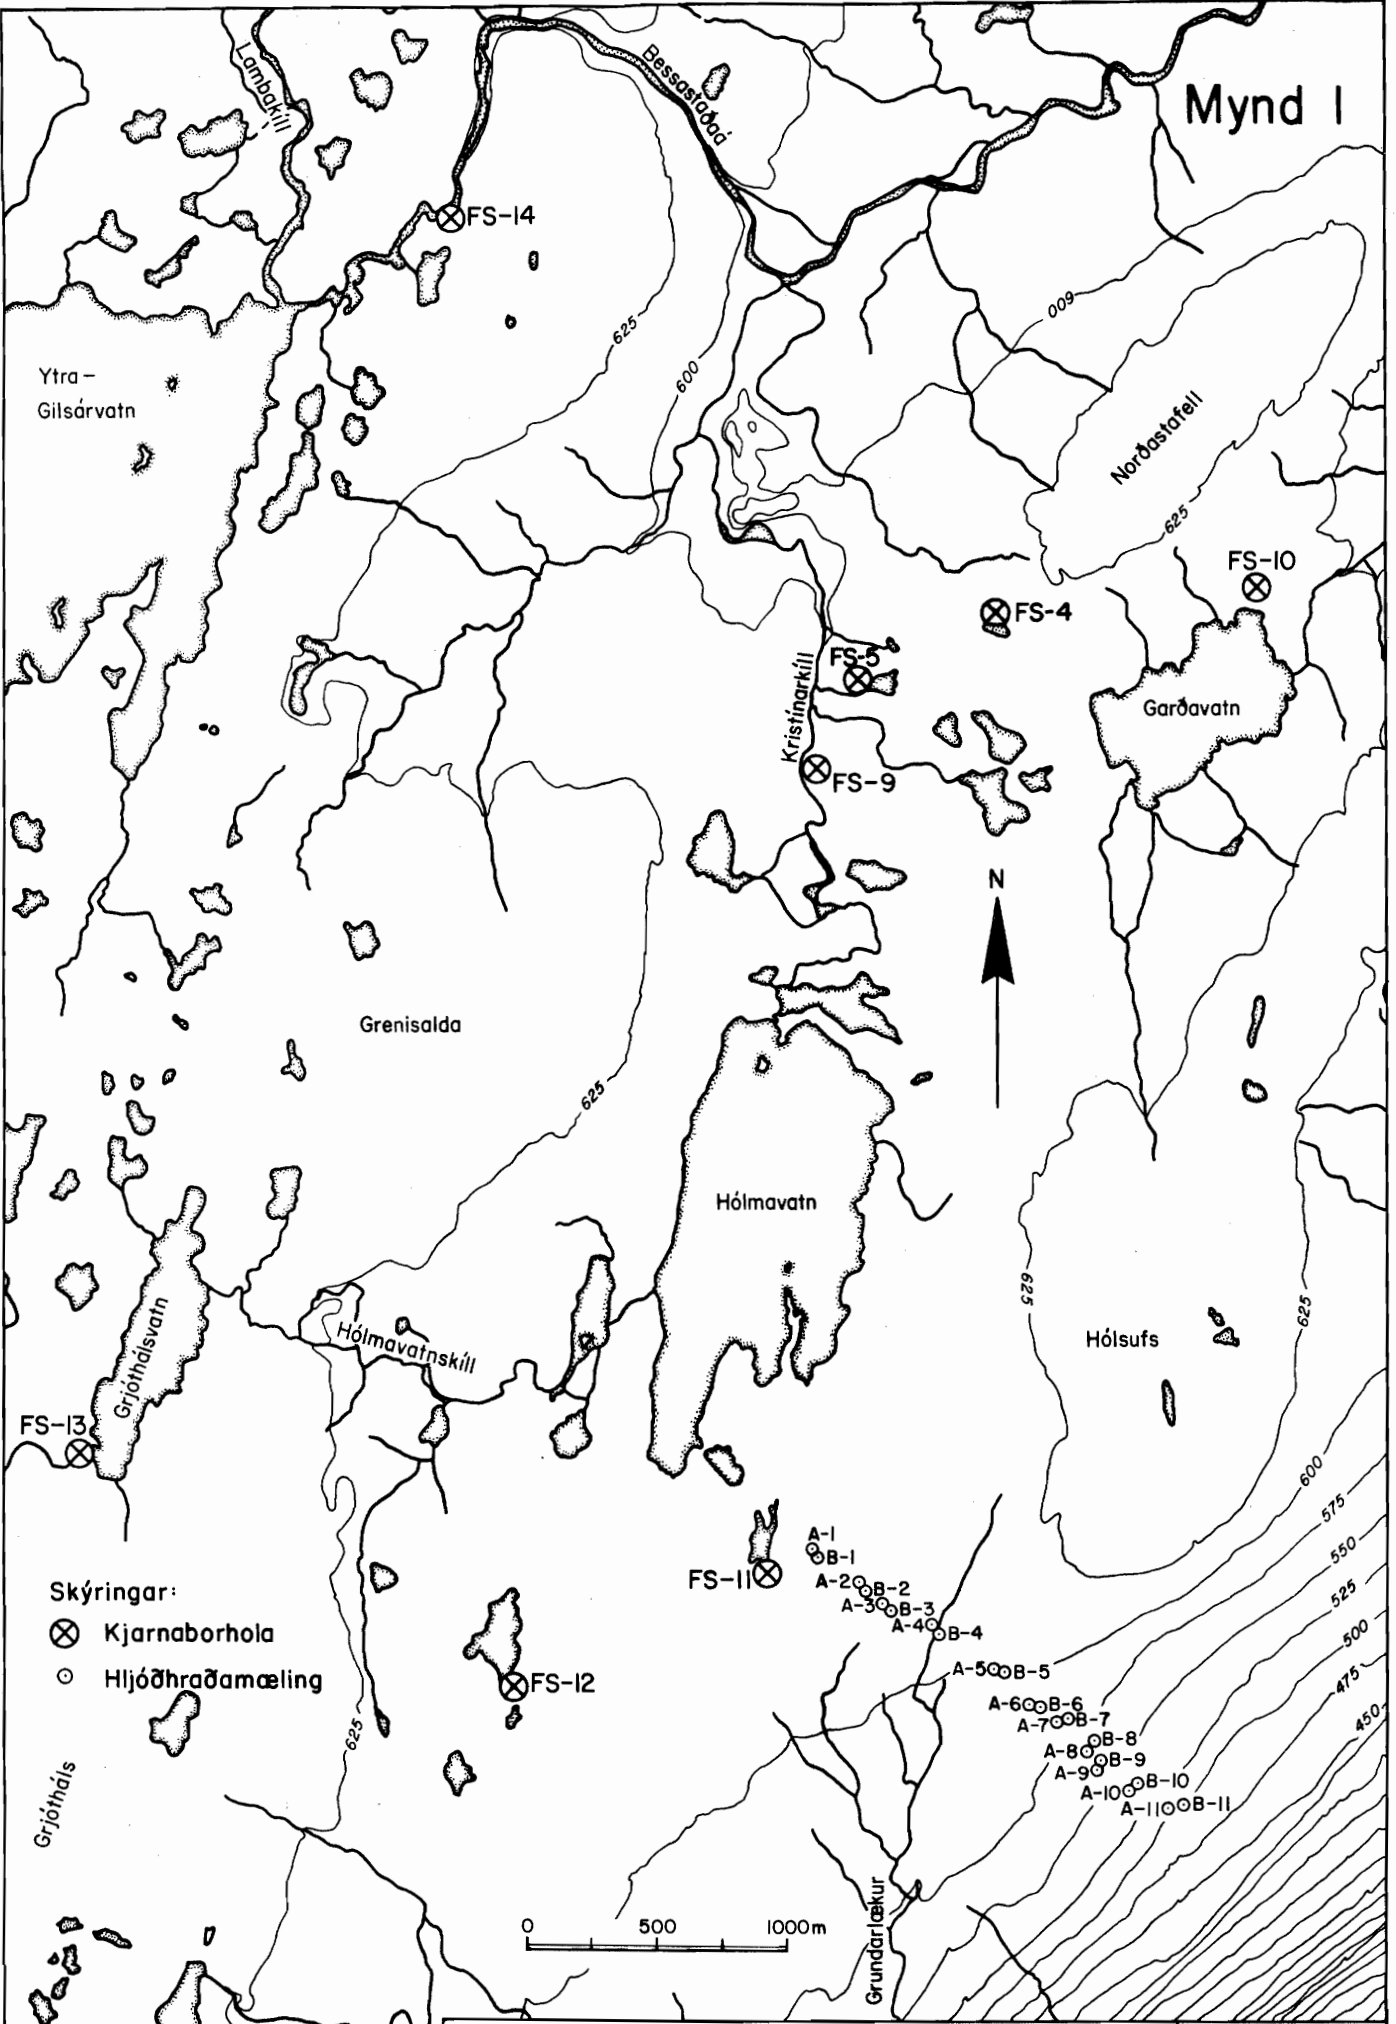 Mynd 1
Lambakíll
Bessastaðaá
FS-14
625
600
600
Ytra-
Gilsárvatn
Norðastafell
625
FS-10
FS-4
FS-5
Garðavatn
Kristínarkíll
FS-9
N
Grenisalda
625
Hólmavatn
625
625
Hólsufs
Hólmavatnskíll
Grjóthálsvatn
FS-13
600
575
550
525
500
475
450
A-1
B-1
FS-11
A-2 B-2
A-3 B-3
A-4 B-4
A-5 B-5
A-6 B-6
A-7 B-7
B-8
A-8
B-9
A-9
B-10
A-10
A-11 B-11
Skýringar:
Kjarnaborhola
Hljóðhraðamæling
FS-12
625
Grjótháls
Grundarlækur
0 500 1000m